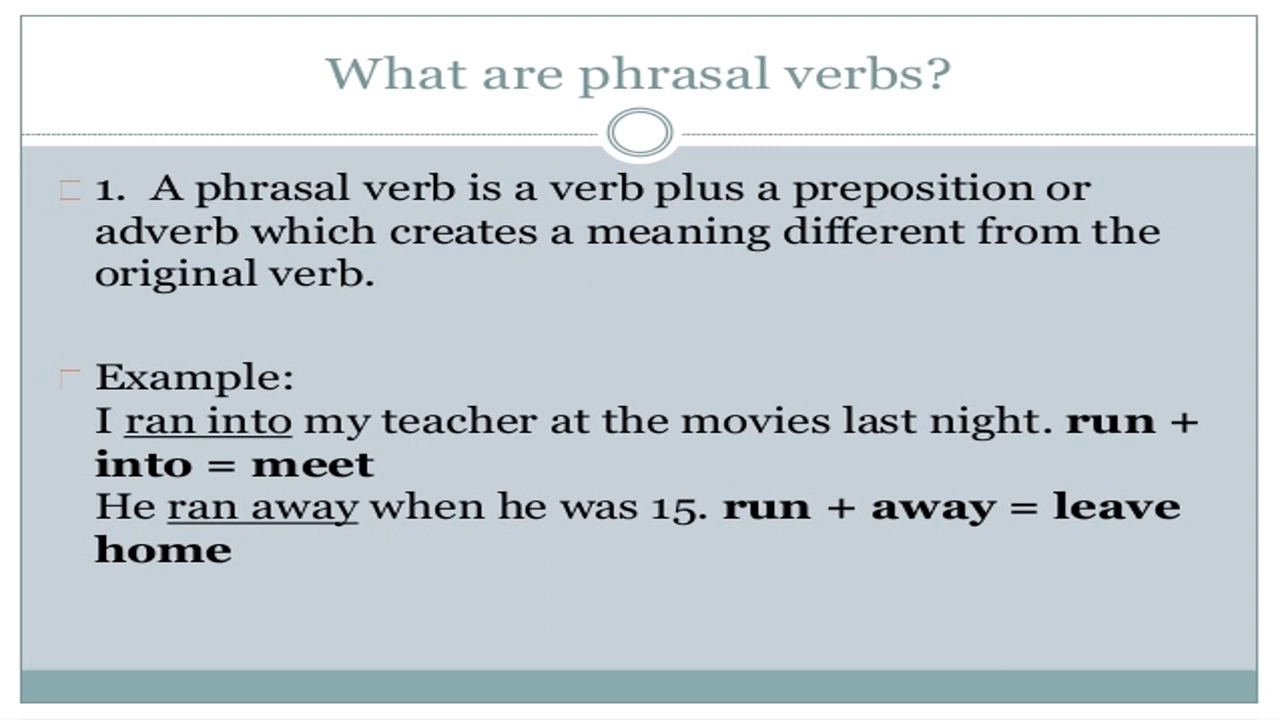 What are phrasal verbs?
1. A phrasal verb is a verb plus a preposition or
adverb which creates a meaning different from the
original verb.
Example:
I ran into my teacher at the movies last night. run +
into = meet
He ran away when he was 15. run + away = leave
home